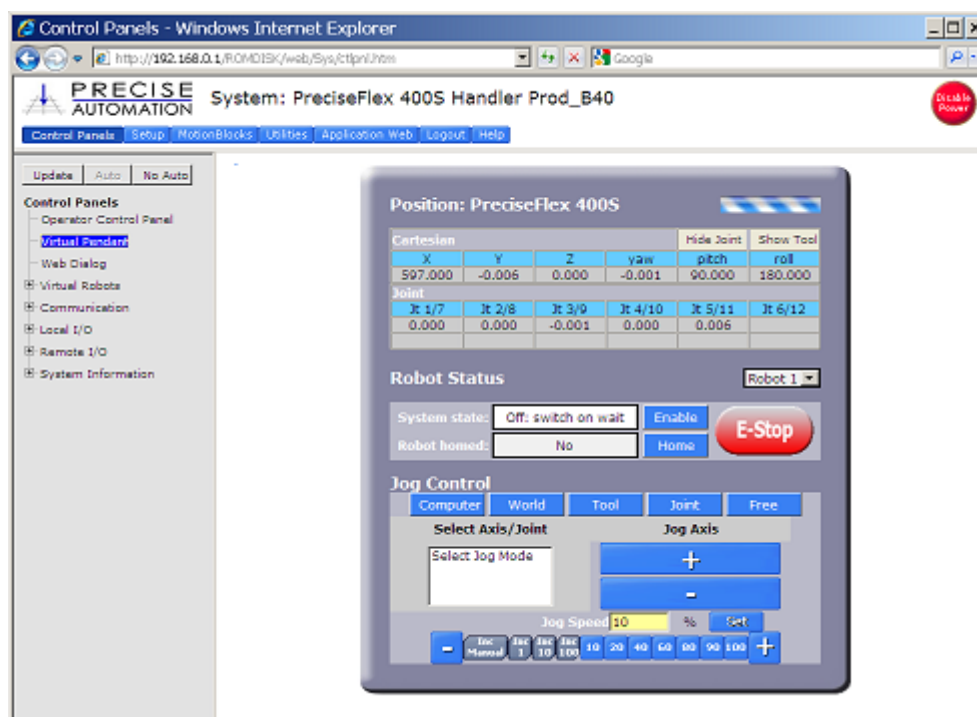 Control Panels - Windows Internet Explorer
http://192.168.0.1/ROMDISK/web/Sys/ctlpnl.htm
Google
PRECISE
AUTOMATION
System: PreciseFlex 400S Handler Prod_B40
Disable
Power
Control Panels Setup MotionBlocks Utilities Application Web Logout Help
Update Auto No Auto
Control Panels
Operator Control Panel
Virtual Pendant
Web Dialog
Virtual Robots
Communication
Local I/O
Remote I/O
System Information
Position: PreciseFlex 400S
Cartesian Hide Joint Show Tool
X Y Z yaw pitch roll
597.000 -0.006 0.000 -0.001 90.000 180.000
Joint
Jt 1/7 Jt 2/8 Jt 3/9 Jt 4/10 Jt 5/11 Jt 6/12
0.000 0.000 -0.001 0.000 0.006
Robot Status Robot 1
System state: Off: switch on wait Enable
E-Stop
Robot homed: No Home
Jog Control
Computer World Tool Joint Free
Select Axis/Joint Jog Axis
Select Jog Mode
+
-
Jog Speed 10 % Set
- Inc Manual Inc 1 Inc 10 Inc 100 10 20 40 60 80 90 100 +